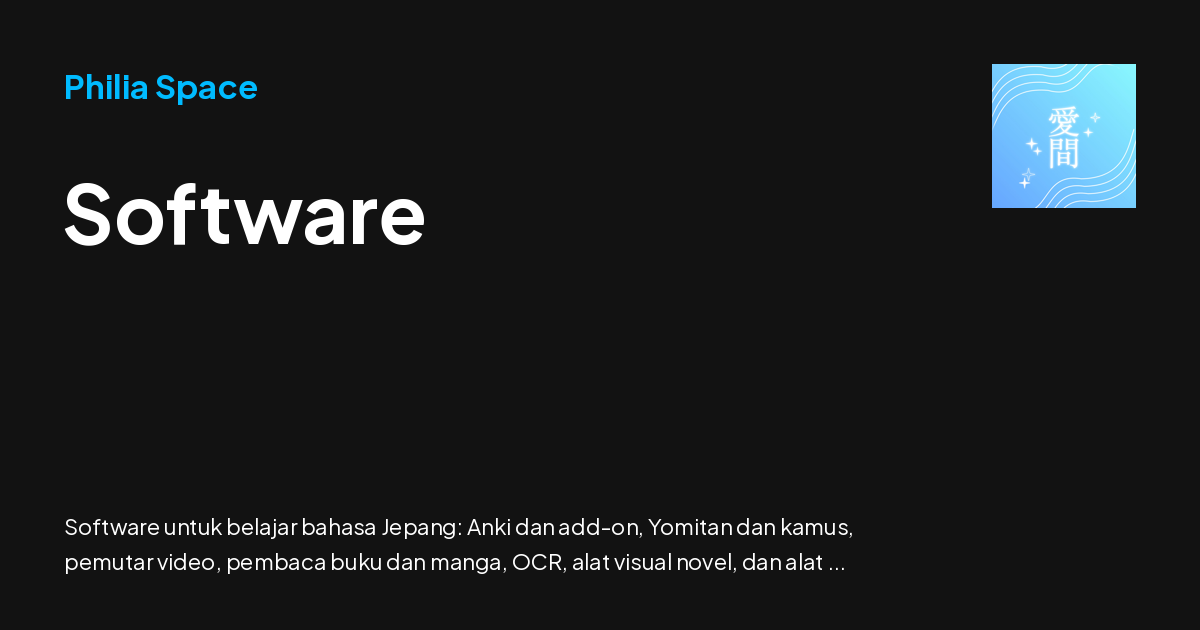 Philia Space
愛
間
Software
Software untuk belajar bahasa Jepang: Anki dan add-on, Yomitan dan kamus,
pemutar video, pembaca buku dan manga, OCR, alat visual novel, dan alat ...